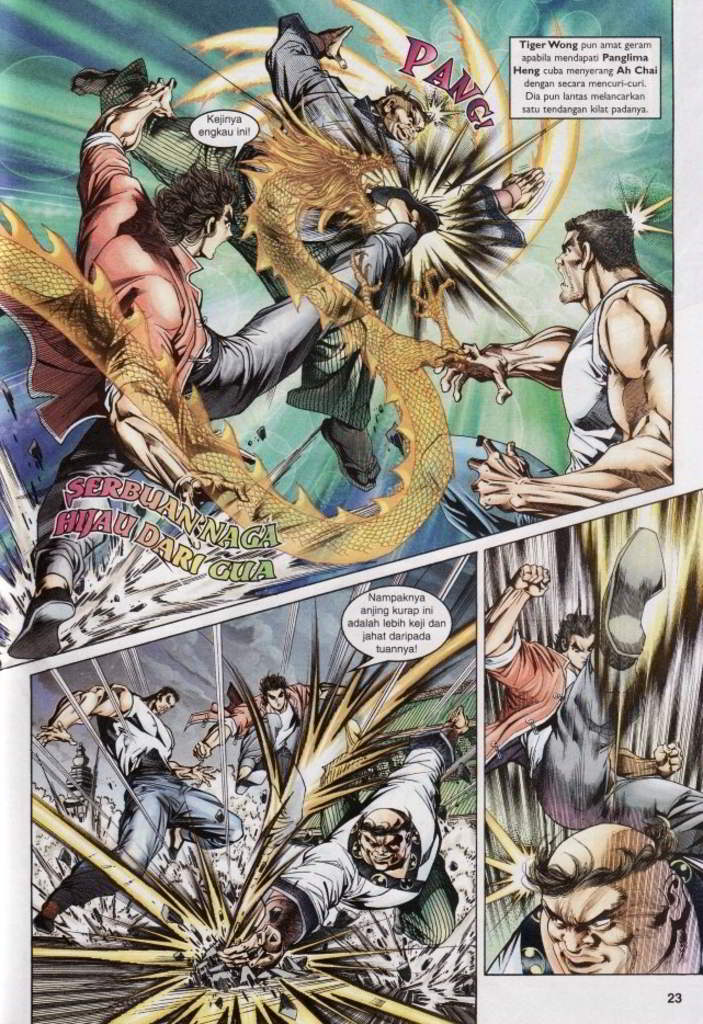 Tiger Wong pun amat geram
apabila mendapati Panglima
Heng cuba menyerang Ah Chai
dengan secara mencuri-curi.
Dia pun lantas melancarkan
satu tendangan kilat padanya.
PANG!
Kejinya
engkau ini!
SERBUAN NAGA
HIJAU DARI GUA
Nampaknya
anjing kurap ini
adalah lebih keji dan
jahat daripada
tuannya!
23